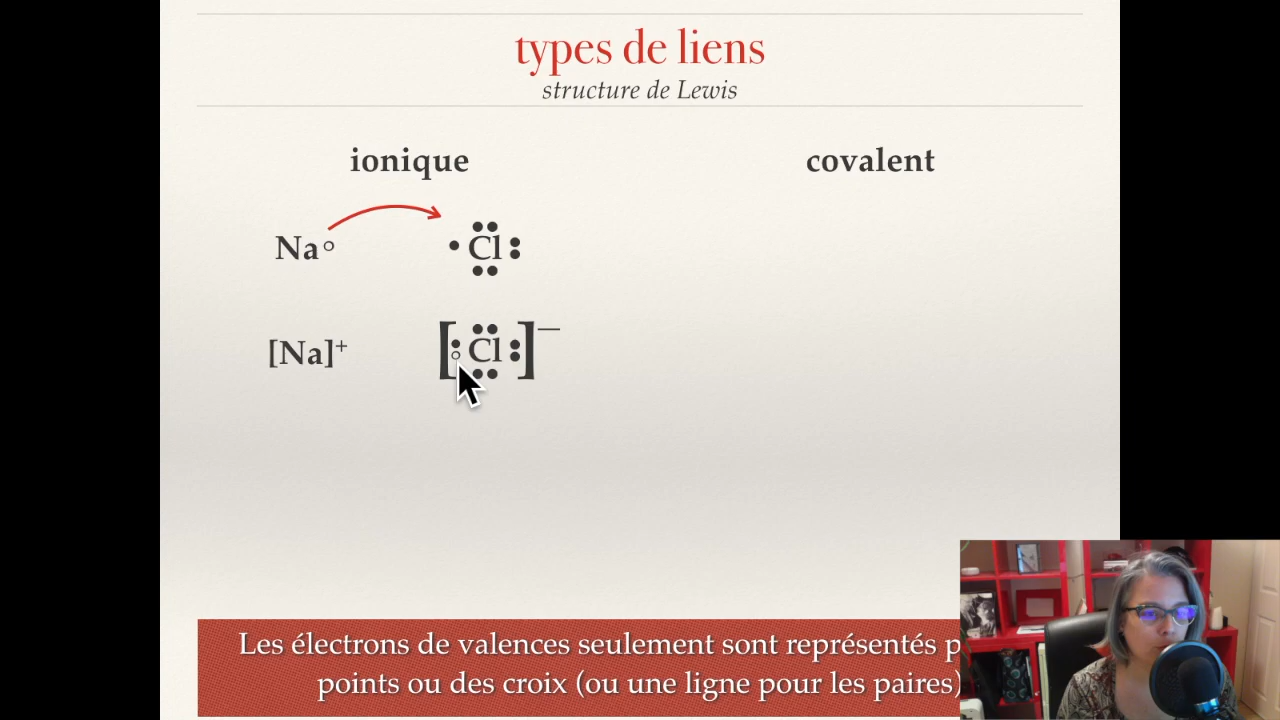 types de liens
structure de Lewis
ionique
covalent
Na
Cl
[Na]+
[Cl]−
Les électrons de valences seulement sont représentés p
points ou des croix (ou une ligne pour les paires)